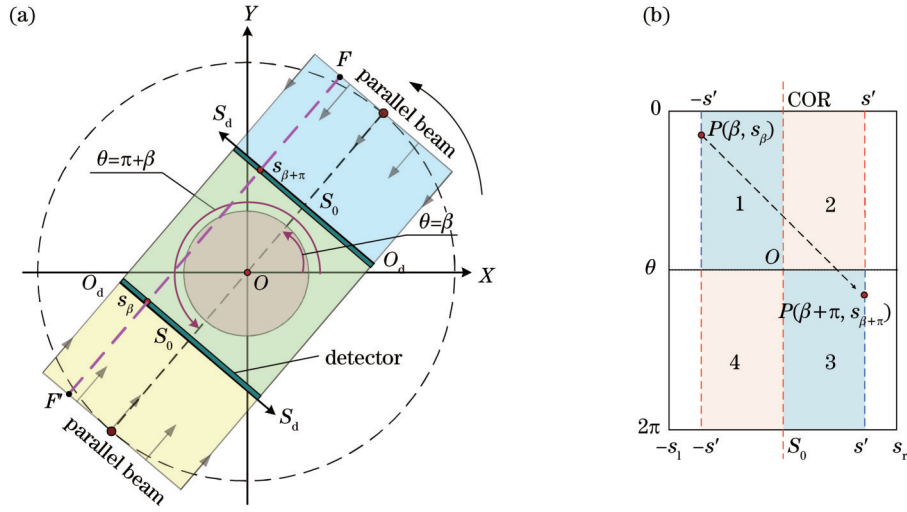 (a)
Y
F
parallel beam
S_d
θ=π+β
s_{β+π}
S_0
θ=β
X
O_d
O
O_d
s_β
S_0
detector
F'
S_d
parallel beam
(b)
-s' COR s'
0
P(β, s_β)
1 2
O
θ
P(β+π, s_{β+π})
4 3
2π
-s_l -s' S_0 s' s_r